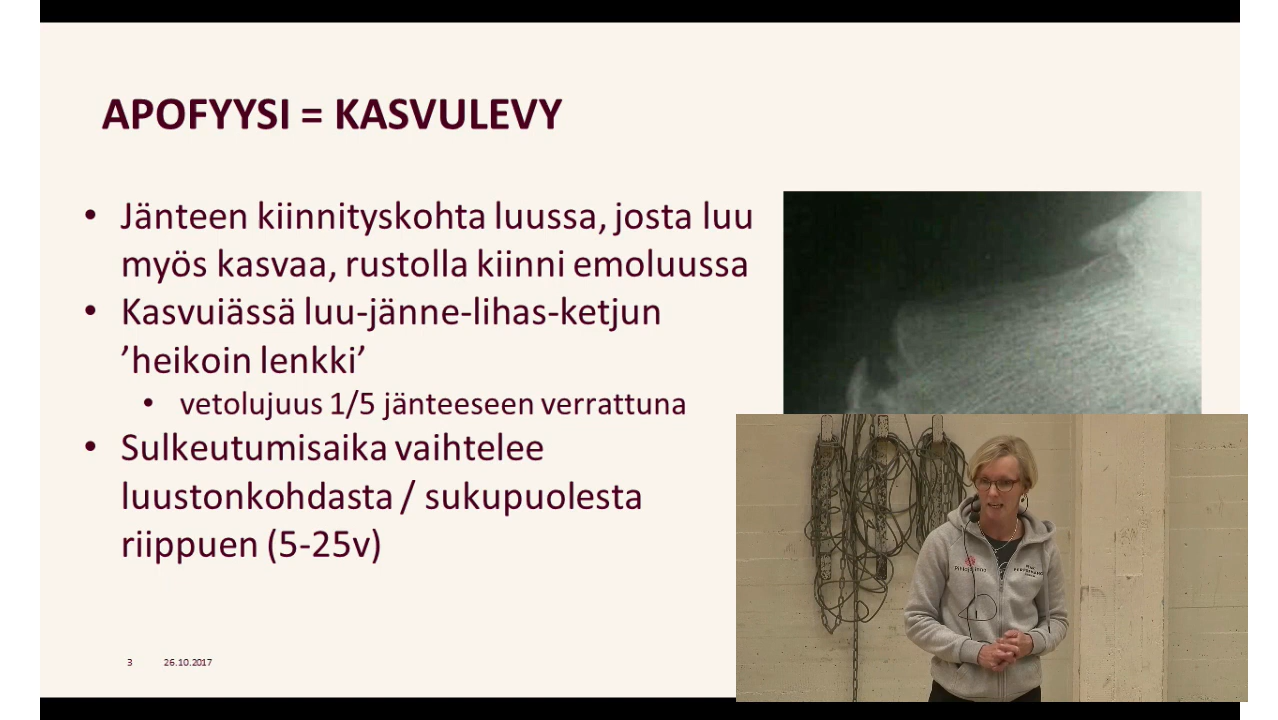 APOFYYSI = KASVULEVY
• Jänteen kiinnityskohta luussa, josta luu
myös kasvaa, rustolla kiinni emoluussa
• Kasvuiässä luu-jänne-lihas-ketjun
’heikoin lenkki’
• vetolujuus 1/5 jänteeseen verrattuna
• Sulkeutumisaika vaihtelee
luustonkohdasta / sukupuolesta
riippuen (5-25v)
3 26.10.2017